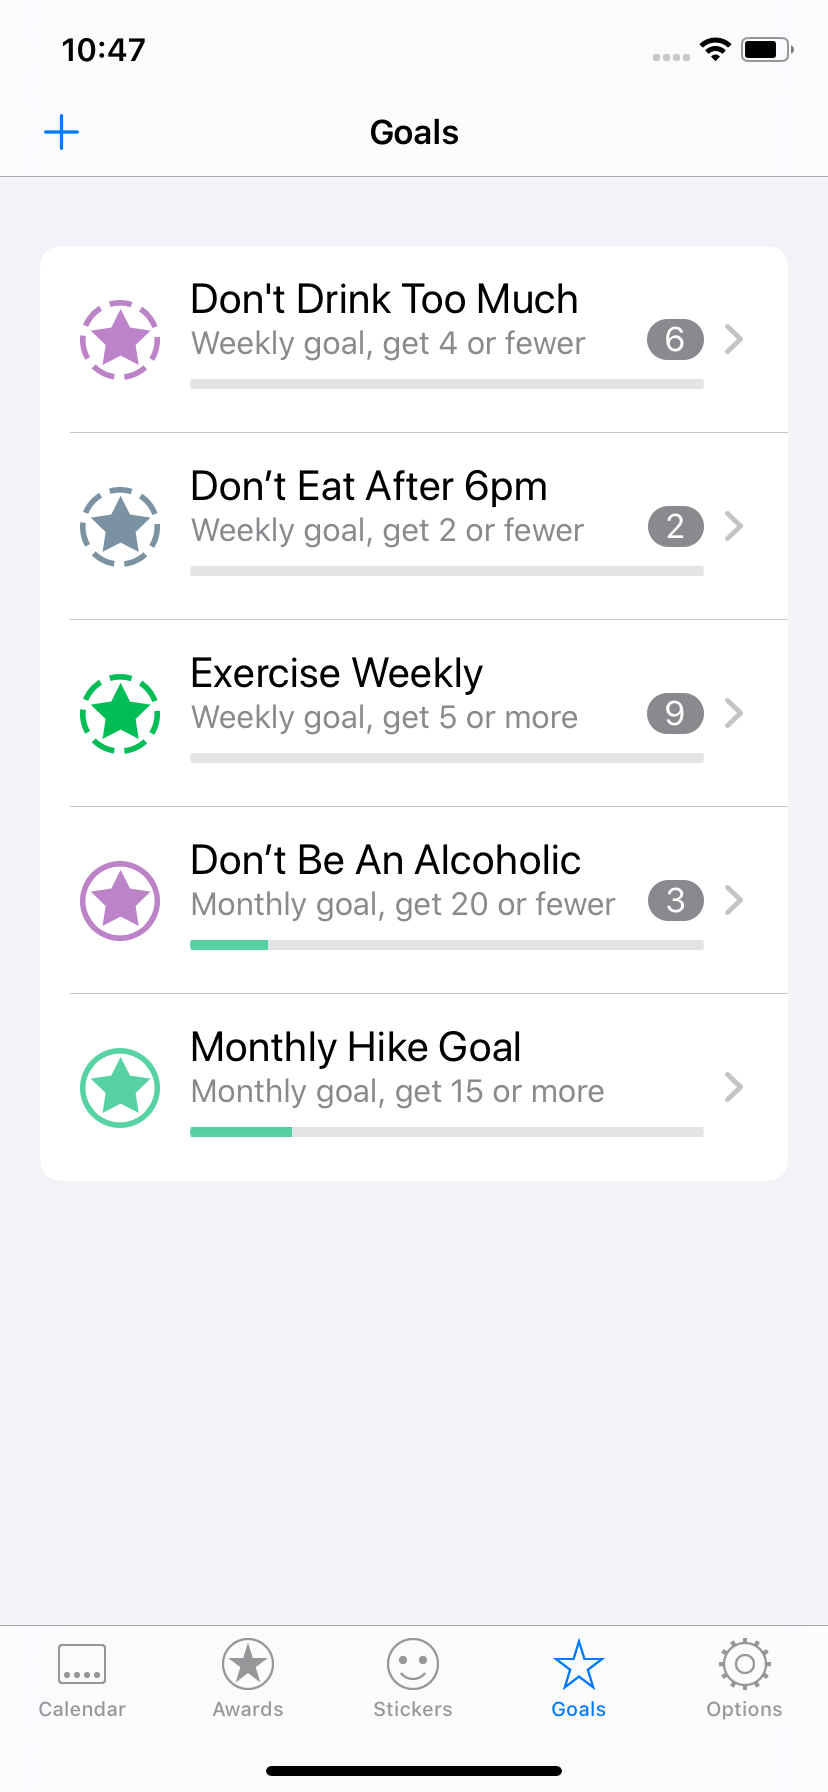 10:47
Goals
Don't Drink Too Much
Weekly goal, get 4 or fewer
6
Don’t Eat After 6pm
Weekly goal, get 2 or fewer
2
Exercise Weekly
Weekly goal, get 5 or more
9
Don’t Be An Alcoholic
Monthly goal, get 20 or fewer
3
Monthly Hike Goal
Monthly goal, get 15 or more
Calendar Awards Stickers Goals Options